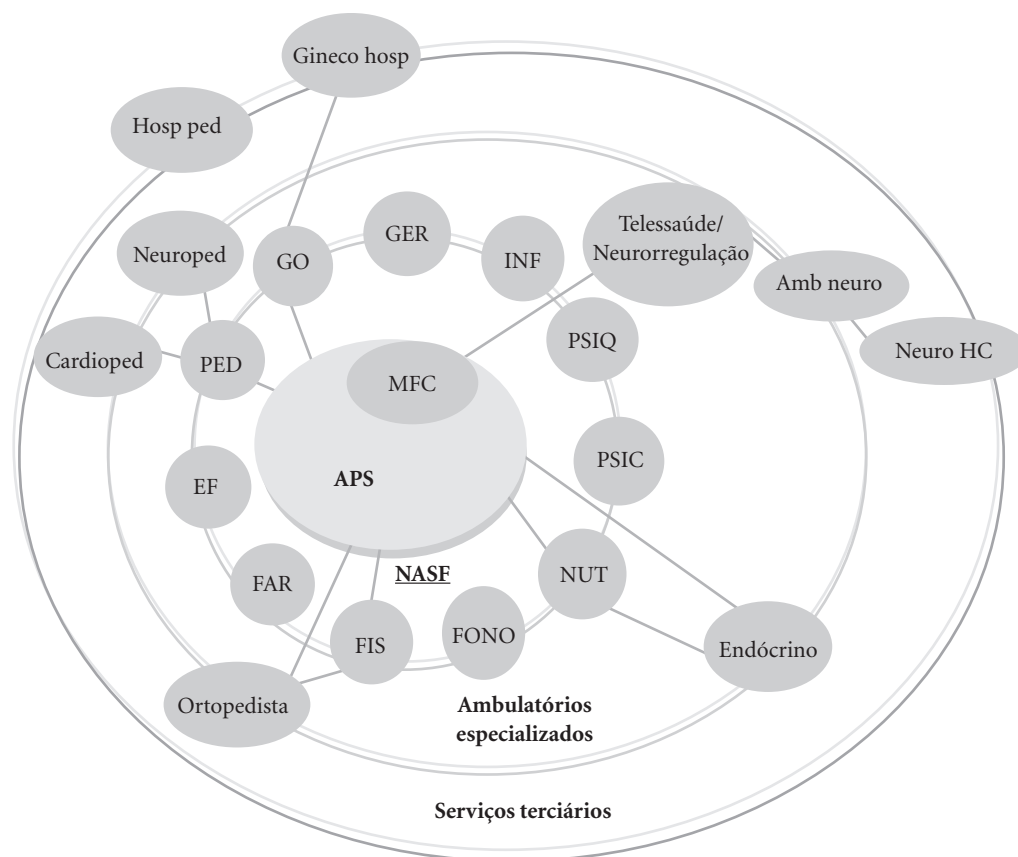 Gineco hosp
Hosp ped
Telessaúde/
Neurorregulação
GER
Neuroped
GO
INF
Amb neuro
PSIQ
Neuro HC
Cardioped
PED
MFC
PSIC
APS
EF
NASF
NUT
FAR
FIS
FONO
Endócrino
Ortopedista
Ambulatórios
especializados
Serviços terciários